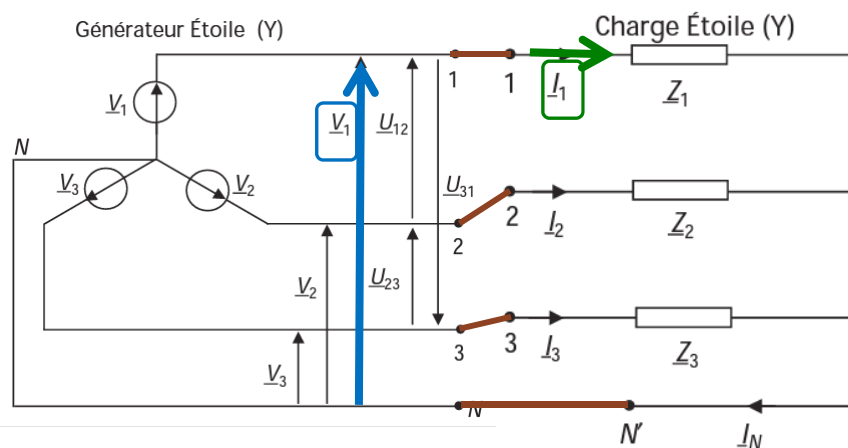 Générateur Étoile (Y)
Charge Étoile (Y)
1
1
I1
Z1
V1
V1
U12
N
V3
V2
U31
2
2
I2
Z2
V2
U23
3
3
I3
Z3
V3
N
N′
IN